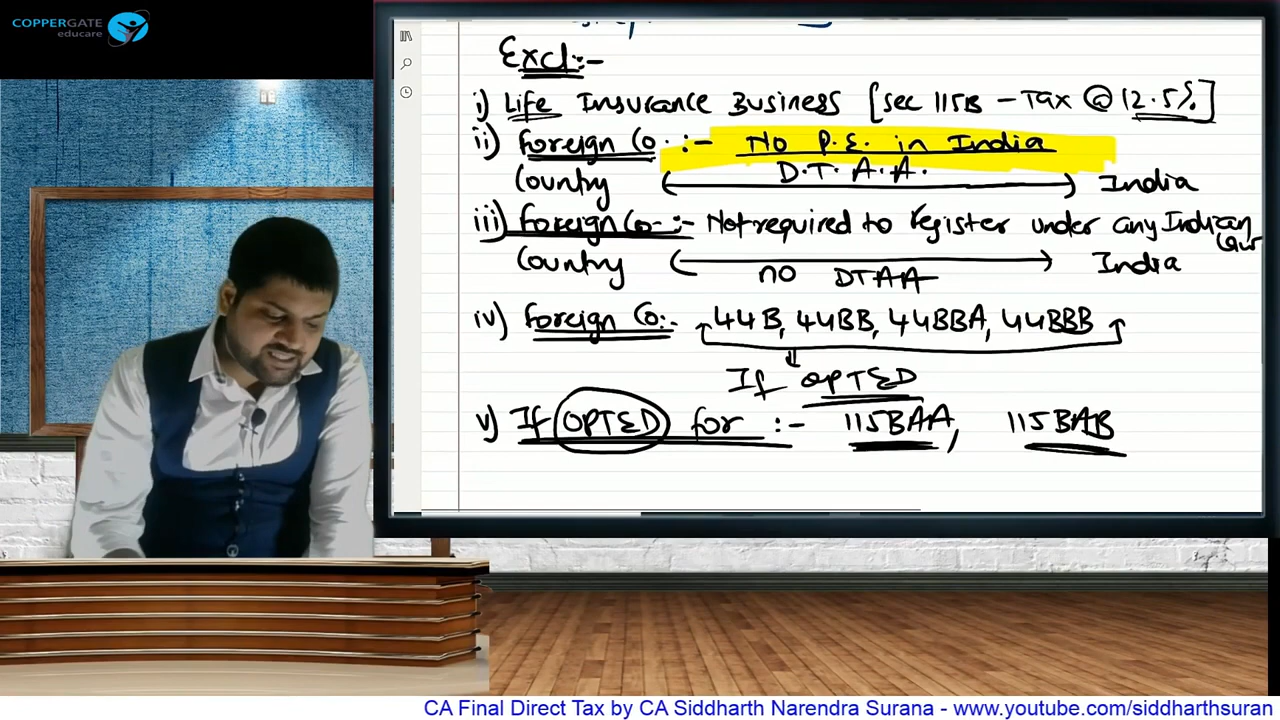 COPPERGATE
educare
Excl:-
i) Life Insurance Business [Sec 115B - Tax @ 12.5%]
ii) Foreign Co. :- No P.E. in India
Country D.T.A.A. India
iii) Foreign Co. :- Not required to register under any Indian Law
Country no DTAA India
iv) Foreign Co:- 44B, 44BB, 44BBA, 44BBB
If OPTED
v) If OPTED for :- 115BAA, 115BAB
CA Final Direct Tax by CA Siddharth Narendra Surana - www.youtube.com/siddharthsuran